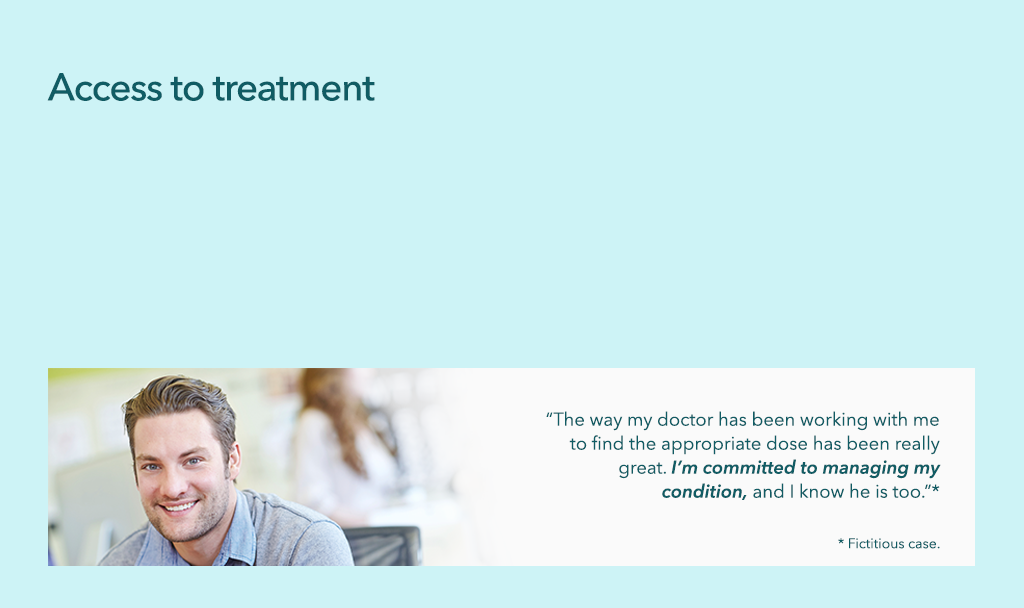 Access to treatment
“The way my doctor has been working with me
to find the appropriate dose has been really
great. I’m committed to managing my
condition, and I know he is too.”*
* Fictitious case.